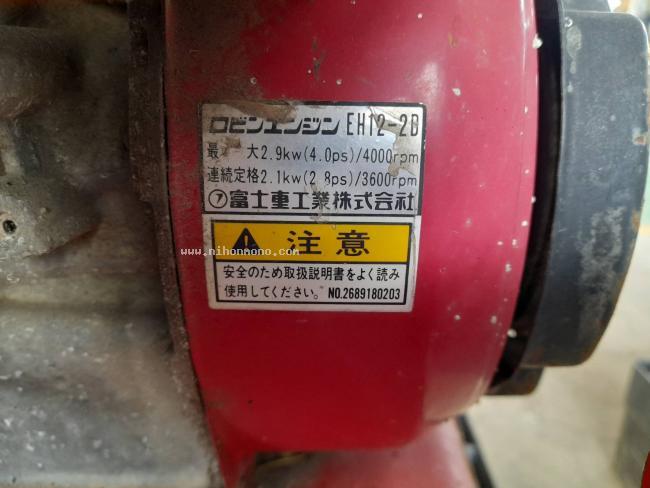 ロビンエンジン EH12-2B
最 大2.9kw(4.0ps)/4000rpm
連続定格2.1kw(2.8ps)/3600rpm
⑦富士重工業株式会社
注意
www.nihonmono.com
安全のため取扱説明書をよく読み
使用してください。 NO.2689180203